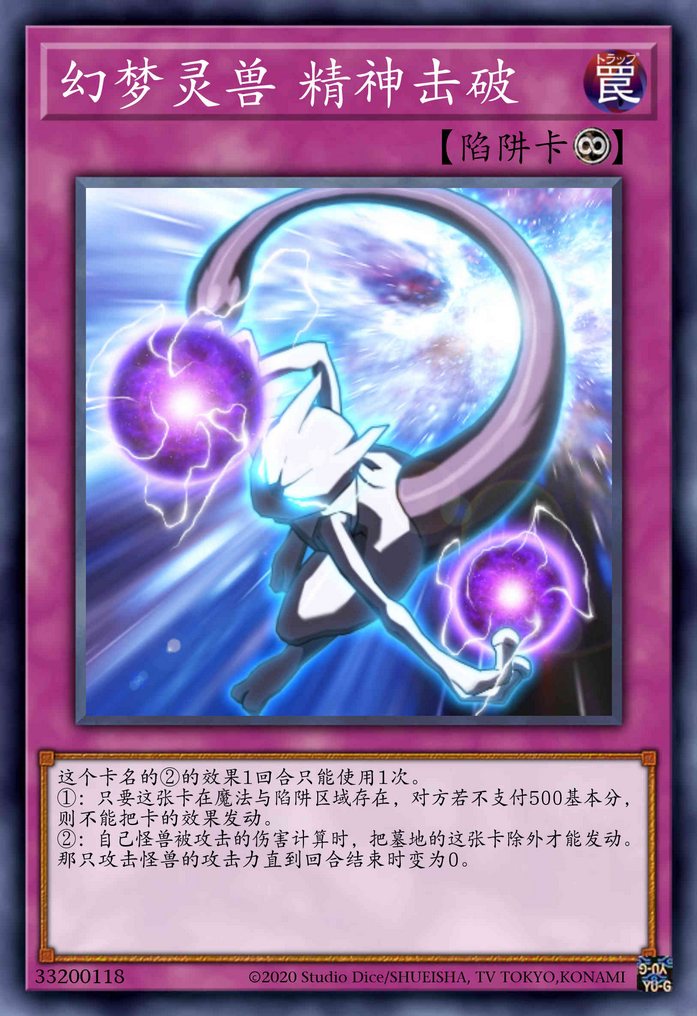 幻梦灵兽 精神击破
トラップ
罠
【陷阱卡∞】
这个卡名的②的效果1回合只能使用1次。
①：只要这张卡在魔法与陷阱区域存在，对方若不支付500基本分，
则不能把卡的效果发动。
②：自己怪兽被攻击的伤害计算时，把墓地的这张卡除外才能发动。
那只攻击怪兽的攻击力直到回合结束时变为0。
33200118
©2020 Studio Dice/SHUEISHA, TV TOKYO,KONAMI
YU-G
YU-G